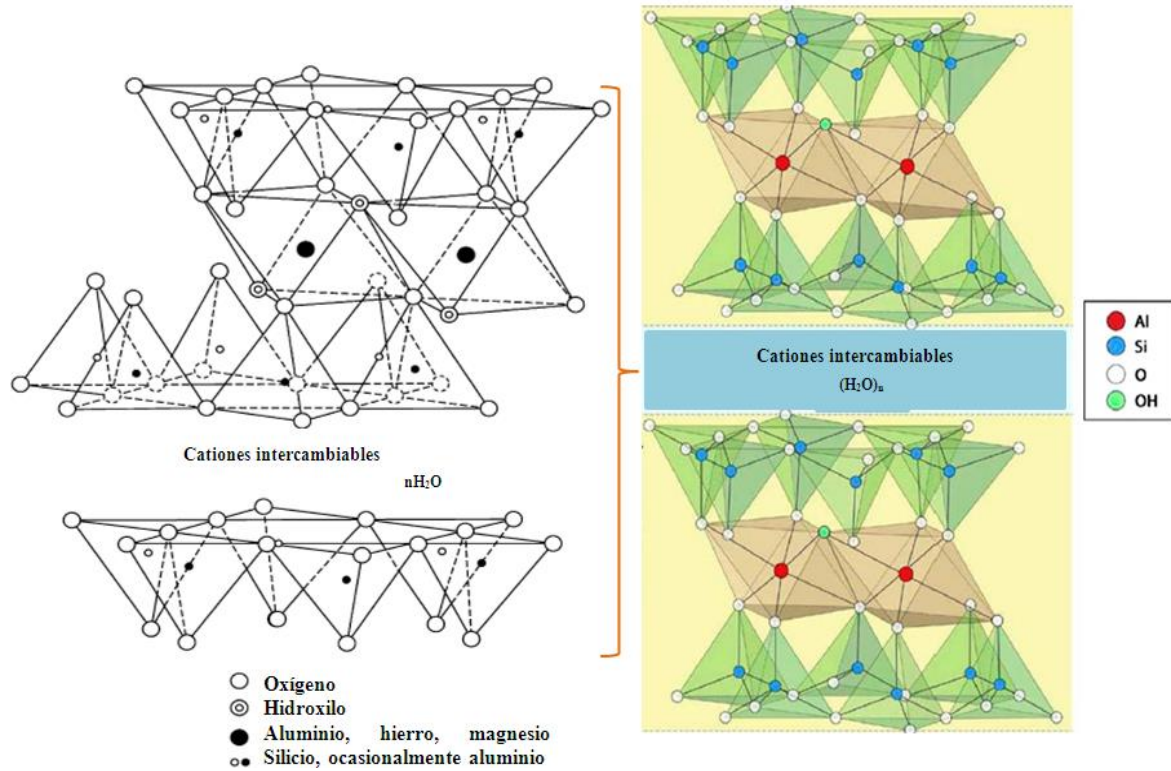 Cationes intercambiables
nH₂O
Oxígeno
Hidroxilo
Aluminio, hierro, magnesio
Silicio, ocasionalmente aluminio
Cationes intercambiables
(H₂O)ₙ
Al
Si
O
OH